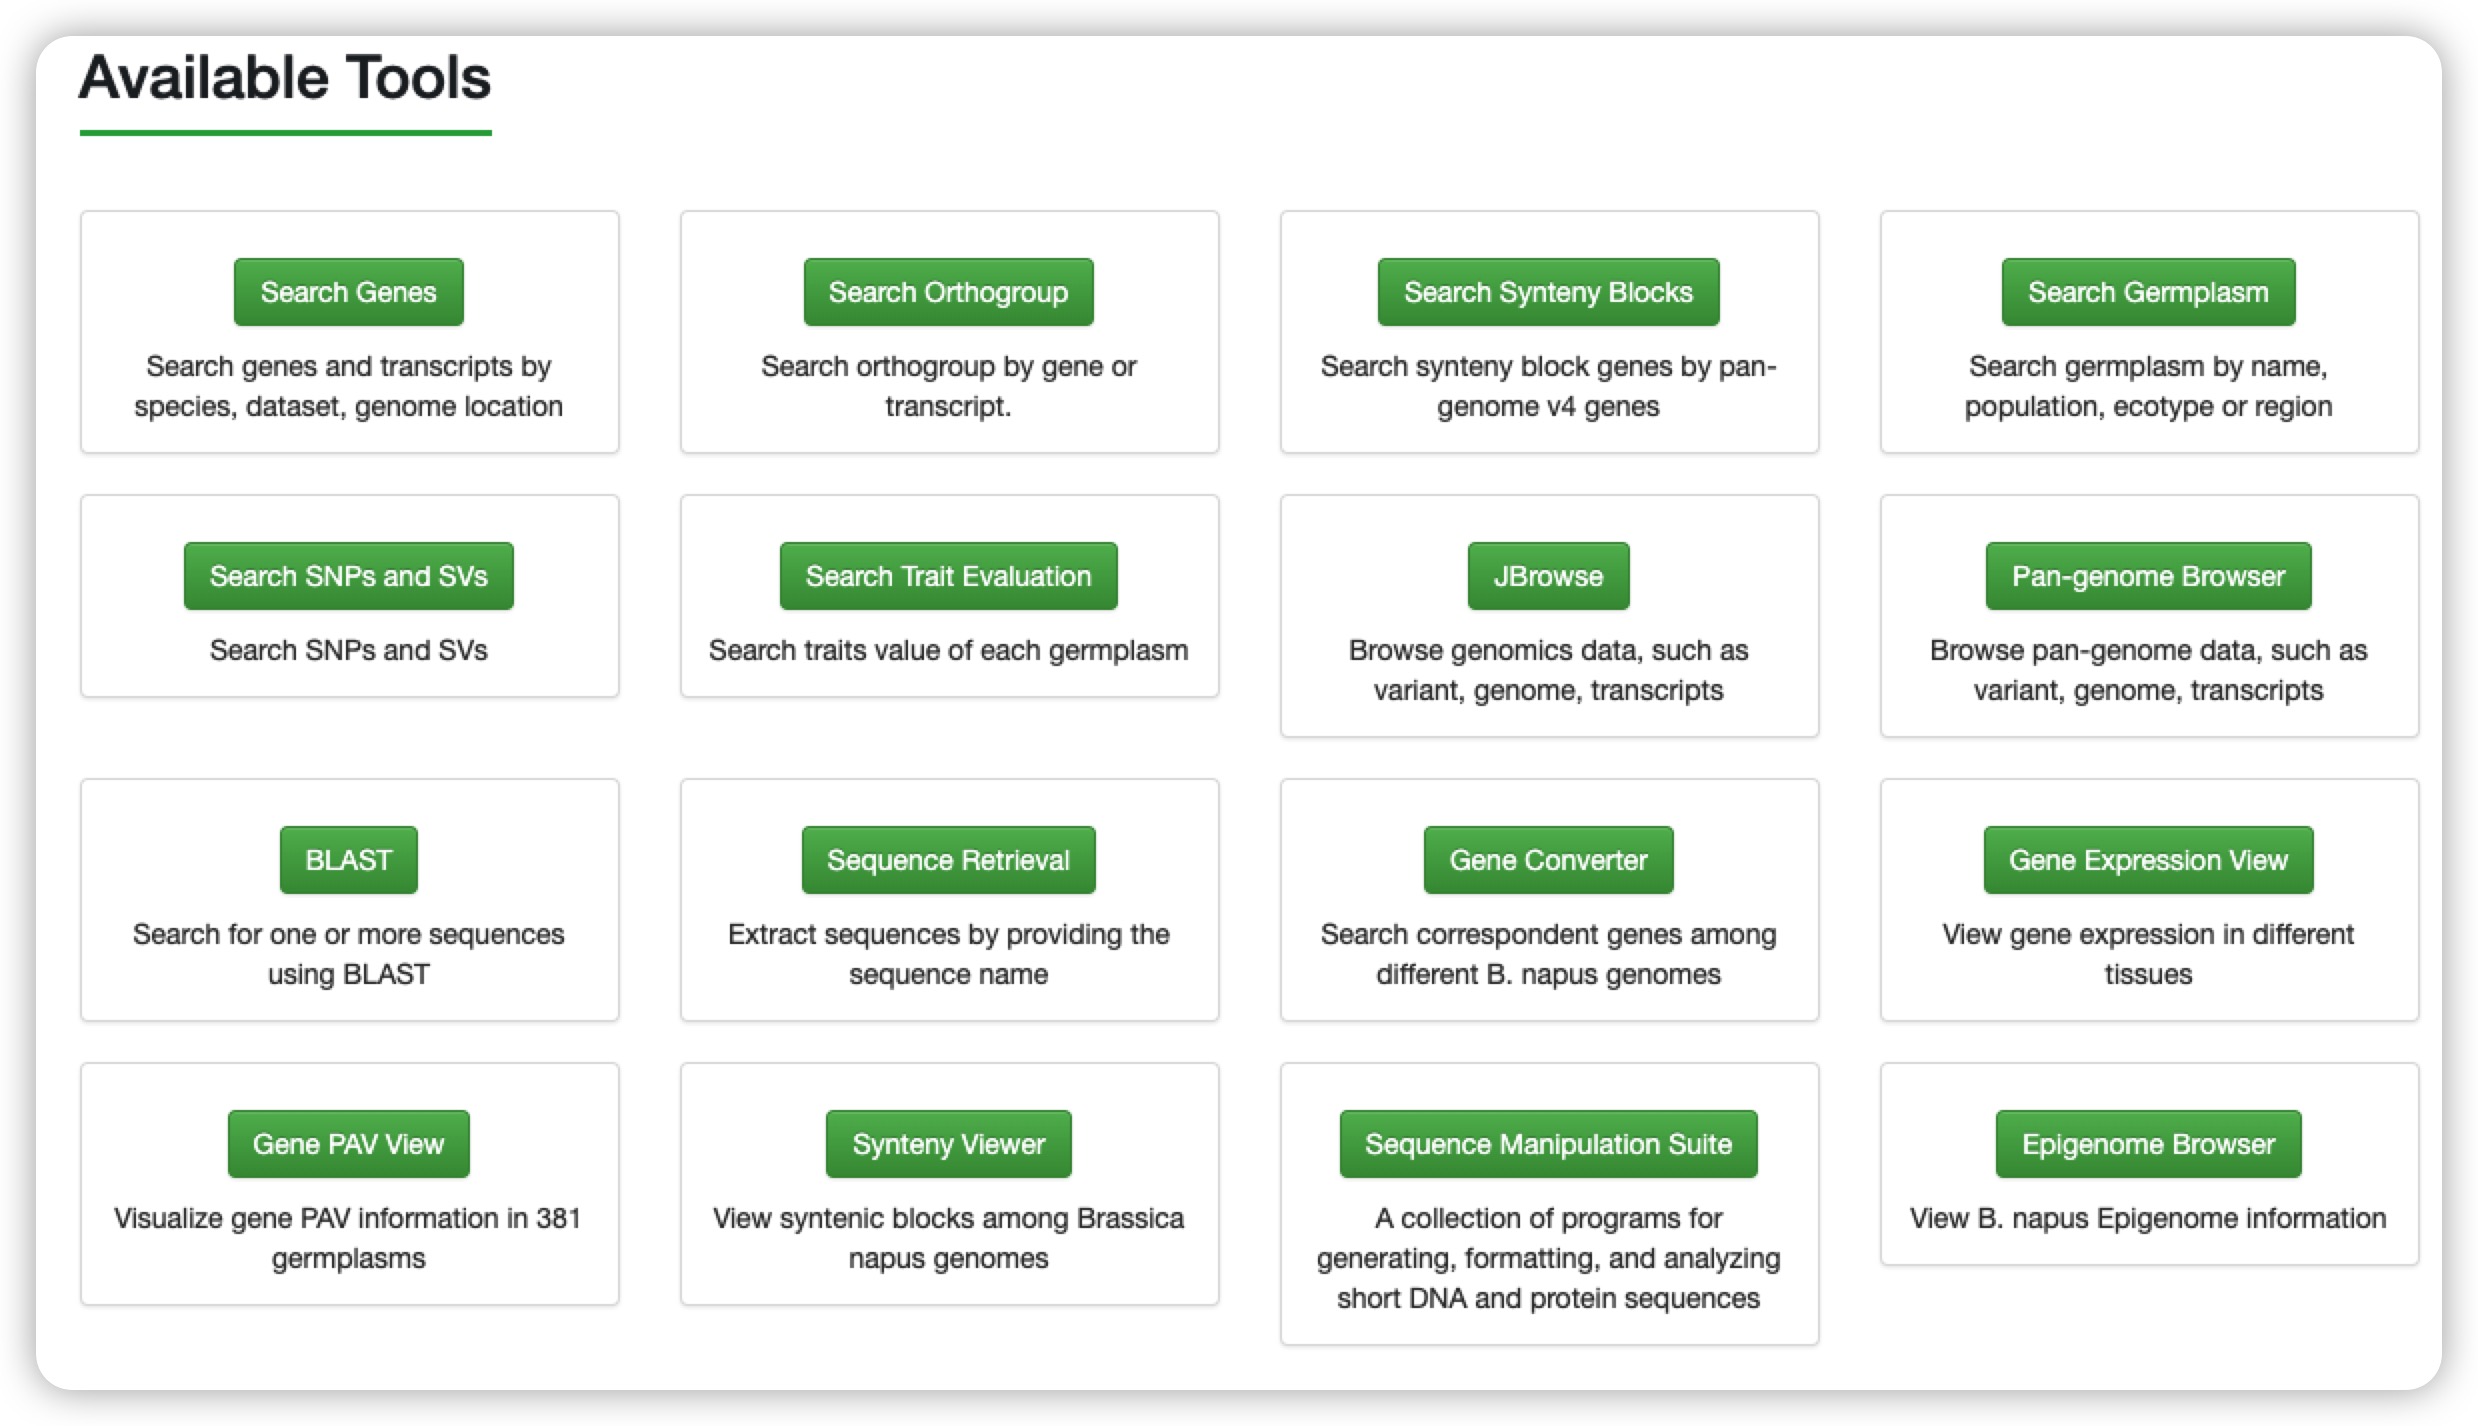 Available Tools
Search Genes
Search genes and transcripts by
species, dataset, genome location
Search Orthogroup
Search orthogroup by gene or
transcript.
Search Synteny Blocks
Search synteny block genes by pan-
genome v4 genes
Search Germplasm
Search germplasm by name,
population, ecotype or region
Search SNPs and SVs
Search SNPs and SVs
Search Trait Evaluation
Search traits value of each germplasm
JBrowse
Browse genomics data, such as
variant, genome, transcripts
Pan-genome Browser
Browse pan-genome data, such as
variant, genome, transcripts
BLAST
Search for one or more sequences
using BLAST
Sequence Retrieval
Extract sequences by providing the
sequence name
Gene Converter
Search correspondent genes among
different B. napus genomes
Gene Expression View
View gene expression in different
tissues
Gene PAV View
Visualize gene PAV information in 381
germplasms
Synteny Viewer
View syntenic blocks among Brassica
napus genomes
Sequence Manipulation Suite
A collection of programs for
generating, formatting, and analyzing
short DNA and protein sequences
Epigenome Browser
View B. napus Epigenome information